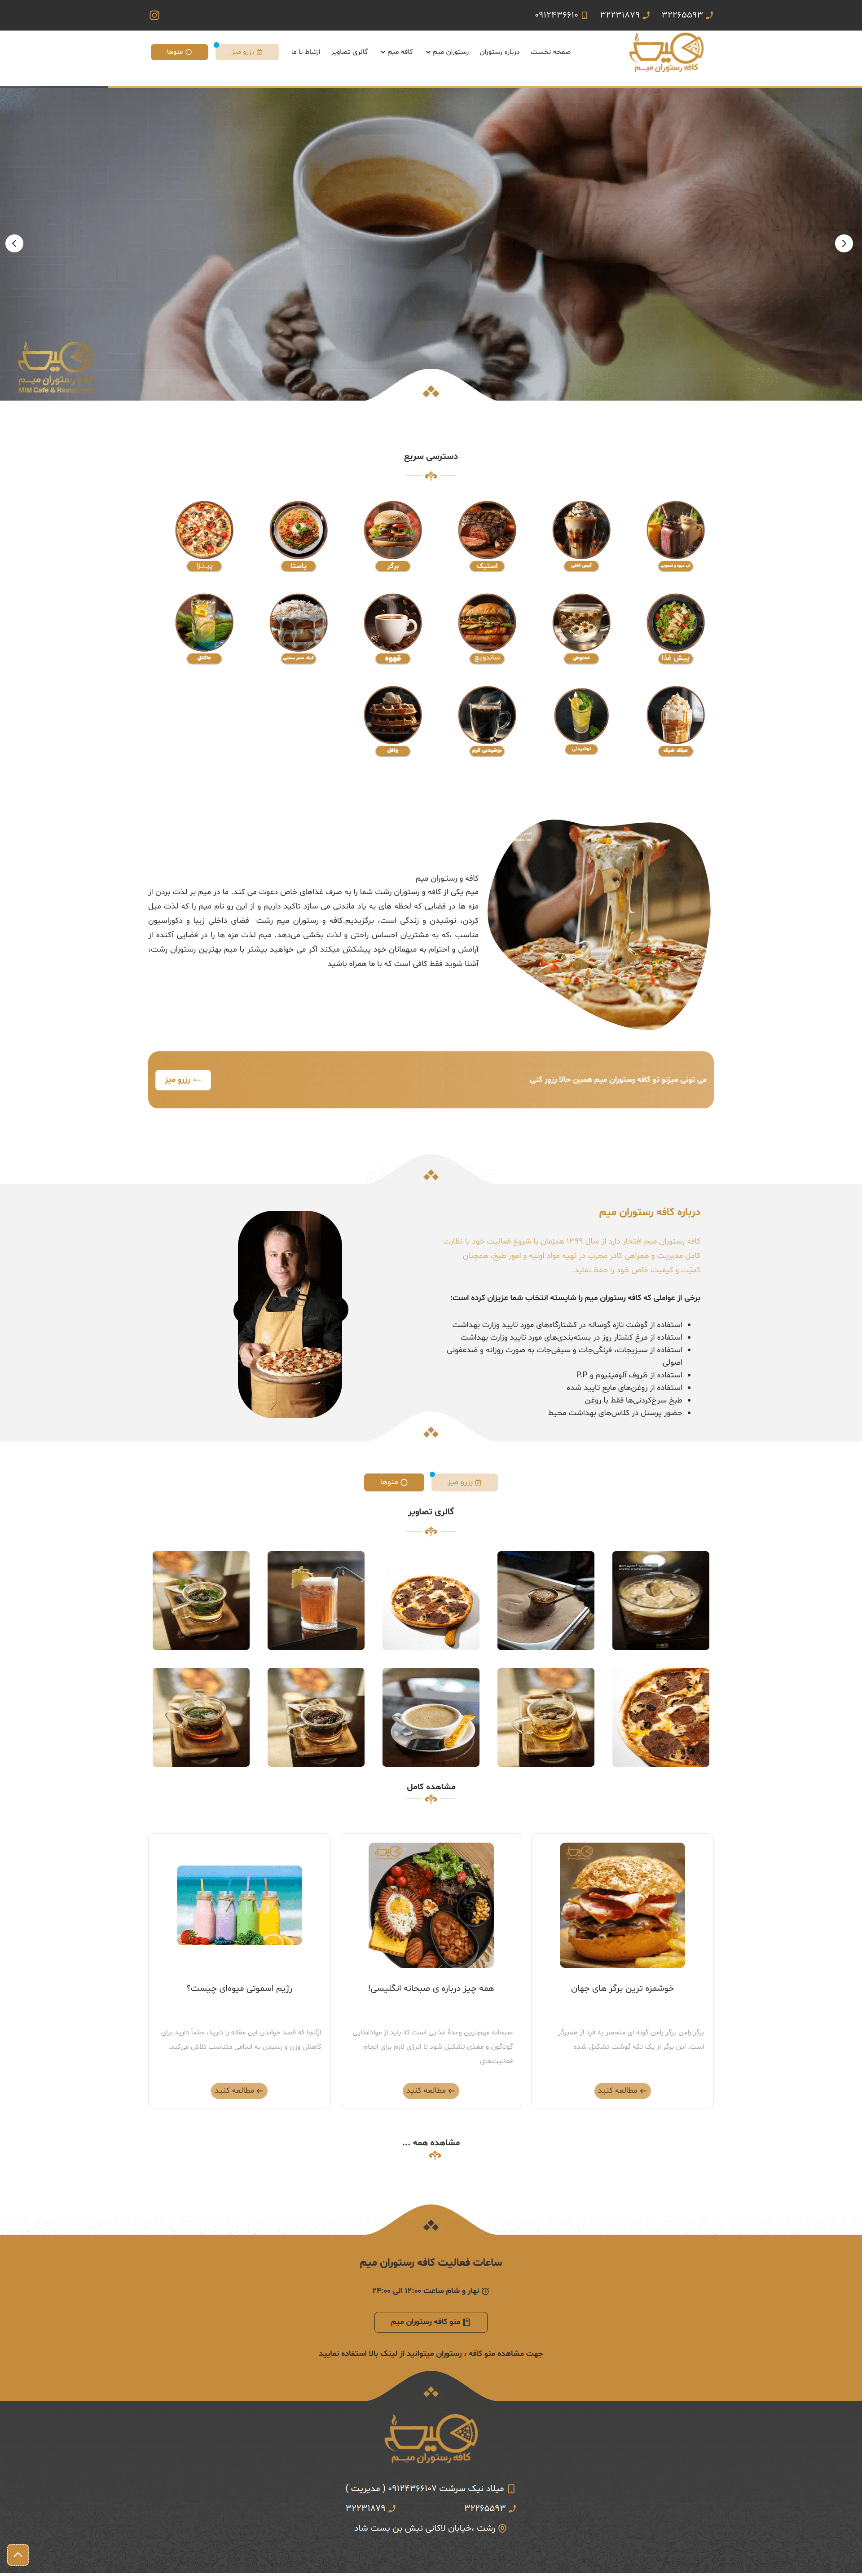 ۳۲۲۶۵۵۹۳ ۳۲۲۳۱۸۷۹ ۰۹۱۲۴۳۶۶۱۰
کافه رستوران میم
صفحه نخست درباره رستوران رستوران میم کافه میم گالری تصاویر ارتباط با ما رزرو میز منوها
کافه رستوران میم
MIM Cafe & Restaurant
دسترسی سریع
آیس کافی استیک برگر پاستا پیتزا
پیش غذا دمنوش ساندویچ قهوه ماکتل
میلک شیک نوشیدنی نوشیدنی گرم وافل
کافه و رستوران میم
میم یکی از کافه و رستوران رشت شما را به صرف غذاهای خاص دعوت می کند. ما در میم بر لذت بردن از
مزه ها در فضایی که لحظه های به یاد ماندنی می سازد تاکید داریم و از این رو نام میم را که لذت میل
کردن، نوشیدن و زندگی است، برگزیدیم.کافه و رستوران میم رشت فضای داخلی زیبا و دکوراسیون
مناسب ،که به مشتریان احساس راحتی و لذت بخشی می‌دهد. میم لذت مزه ها را در فضایی آکنده از
آرامش و احترام به میهمانان خود پیشکش میکند اگر می خواهید بیشتر با میم بهترین رستوران رشت،
آشنا شوید فقط کافی است که با ما همراه باشید
می تونی میزتو تو کافه رستوران میم همین حالا رزور کنی
رزرو میز
درباره کافه رستوران میم
کافه رستوران میم افتخار دارد از سال ۱۳۹۹ همزمان با شروع فعالیت خود با نظارت
کامل مدیریت و همراهی کادر مجرب در تهیه مواد اولیه و امور طبخ، همچنان
کمیّت و کیفیت خاص خود را حفظ نماید.
برخی از عواملی که کافه رستوران میم را شایسته انتخاب شما عزیزان کرده است:
استفاده از گوشت تازه گوساله در کشتارگاه‌های مورد تایید وزارت بهداشت
استفاده از مرغ کشتار روز در بسته‌بندی‌های مورد تایید وزارت بهداشت
استفاده از سبزیجات، فرنگی‌جات و سیفی‌جات به صورت روزانه و ضدعفونی
اصولی
استفاده از ظروف آلومینیوم و P.P
استفاده از روغن‌های مایع تایید شده
طبخ سرخ‌کردنی‌ها فقط با روغن
حضور پرسنل در کلاس‌های بهداشت محیط
رزرو میز منوها
گالری تصاویر
مشاهده کامل
خوشمزه ترین برگر های جهان
برگر رامن برگر رامن گونه ای منحصر به فرد از همبرگر
است. این برگر از یک تکه گوشت تشکیل شده
مطالعه کنید
همه چیز درباره ی صبحانه انگلیسی!
صبحانه مهم‌ترین وعدهٔ غذایی است که باید از موادغذایی
گوناگون و مغذی تشکیل شود تا انرژی لازم برای انجام
فعالیت‌های
مطالعه کنید
رژیم اسموتی میوه‌ای چیست؟
ازآنجا که قصد خواندن این مقاله را دارید، حتماً دارید برای
کاهش وزن و رسیدن به اندامی متناسب تلاش می‌کند.
مطالعه کنید
مشاهده همه ...
ساعات فعالیت کافه رستوران میم
نهار و شام ساعت ۱۲:۰۰ الی ۲۴:۰۰
منو کافه رستوران میم
جهت مشاهده منو کافه ، رستوران میتوانید از لینک بالا استفاده نمایید
کافه رستوران میم
میلاد نیک سرشت ۰۹۱۲۴۳۶۶۱۰۷ ( مدیریت )
۳۲۲۶۵۵۹۳ ۳۲۲۳۱۸۷۹
رشت ،خیابان لاکانی نبش بن بست شاد